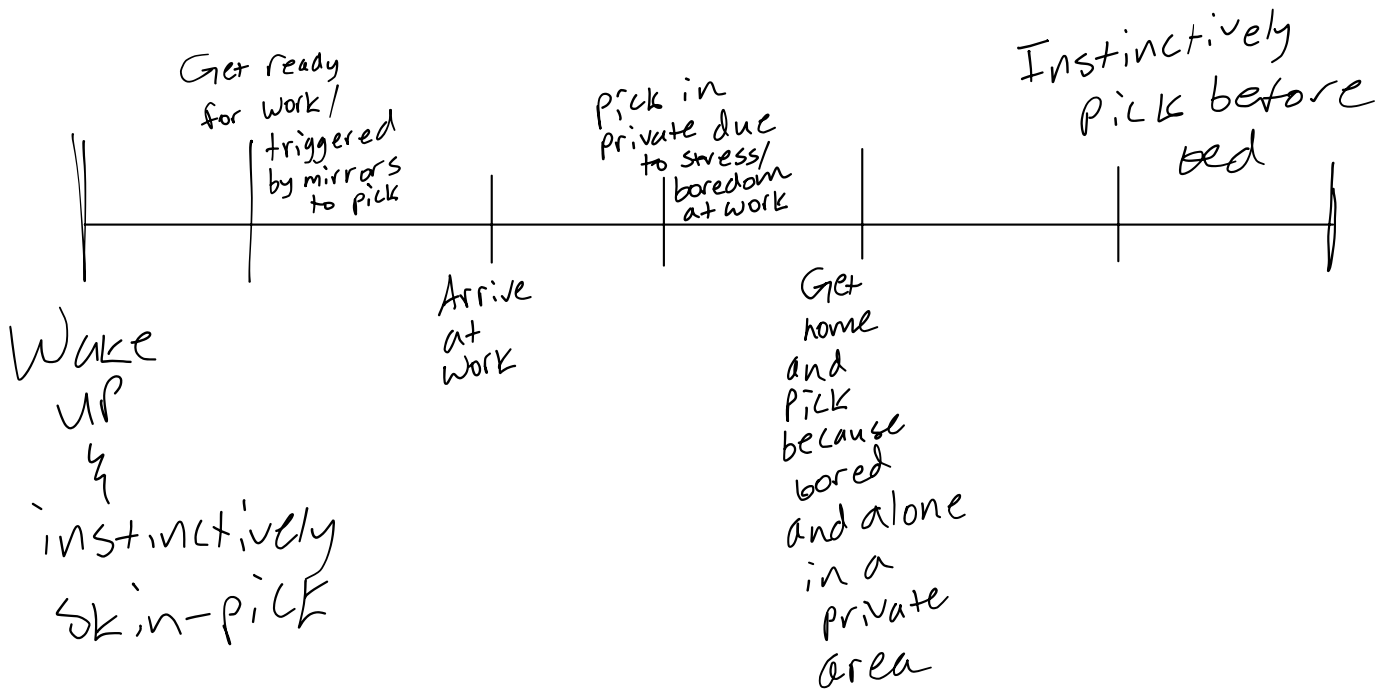 Get ready
for work/
triggered
by mirrors
to pick
pick in
private due
to stress/
boredom
at work
Instinctively
pick before
bed
Wake
up
&
instinctively
skin-pick
Arrive
at
work
Get
home
and
pick
because
bored
and alone
in a
private
area